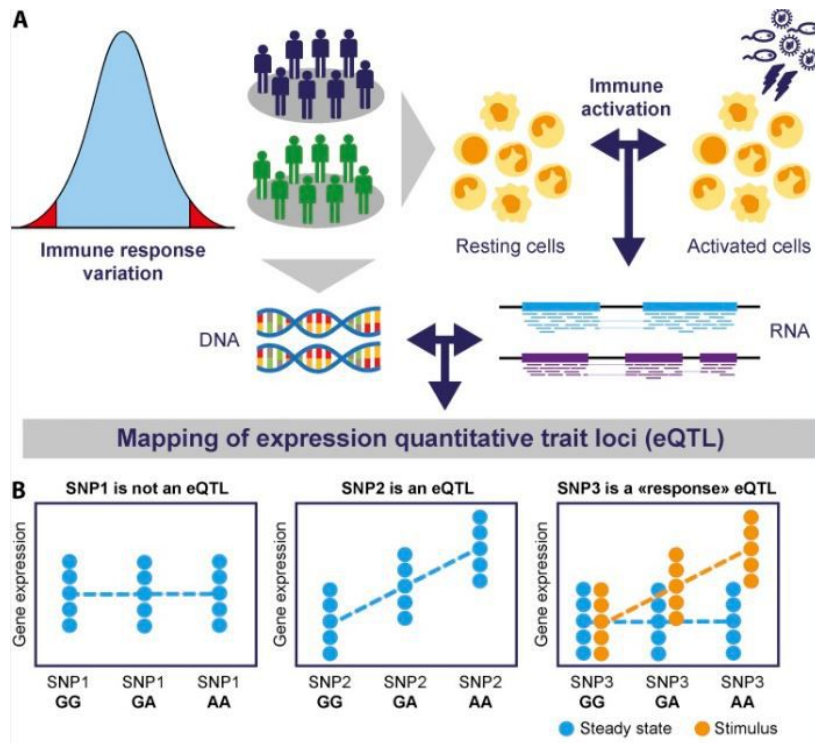 A
Immune response
variation
Immune
activation
Resting cells
Activated cells
DNA
RNA
Mapping of expression quantitative trait loci (eQTL)
B
SNP1 is not an eQTL
Gene expression
SNP1 SNP1 SNP1
GG GA AA
SNP2 is an eQTL
Gene expression
SNP2 SNP2 SNP2
GG GA AA
SNP3 is a «response» eQTL
Gene expression
SNP3 SNP3 SNP3
GG GA AA
Steady state Stimulus